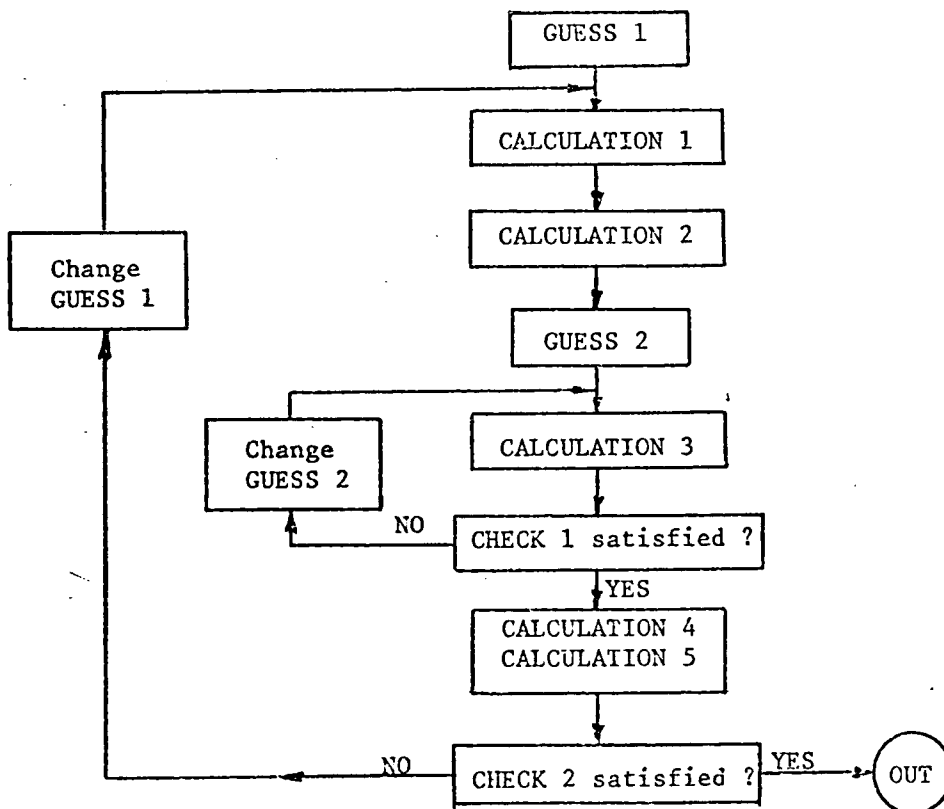 GUESS 1
CALCULATION 1
CALCULATION 2
Change
GUESS 1
GUESS 2
Change
GUESS 2
CALCULATION 3
NO
CHECK 1 satisfied ?
YES
CALCULATION 4
CALCULATION 5
NO
CHECK 2 satisfied ?
YES
OUT